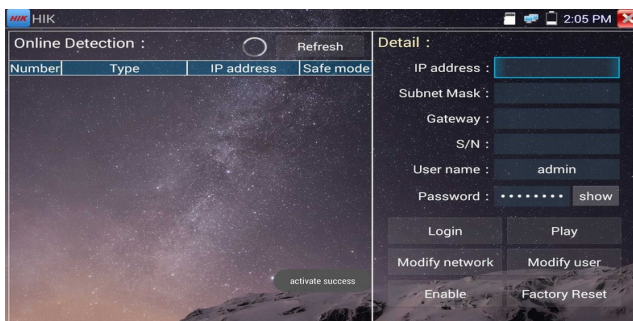 HIK HIK 2:05 PM
Online Detection : Refresh
Number Type IP address Safe mode
activate success
Detail :
IP address :
Subnet Mask :
Gateway :
S/N :
User name : admin
Password : •••••••• show
Login Play
Modify network Modify user
Enable Factory Reset